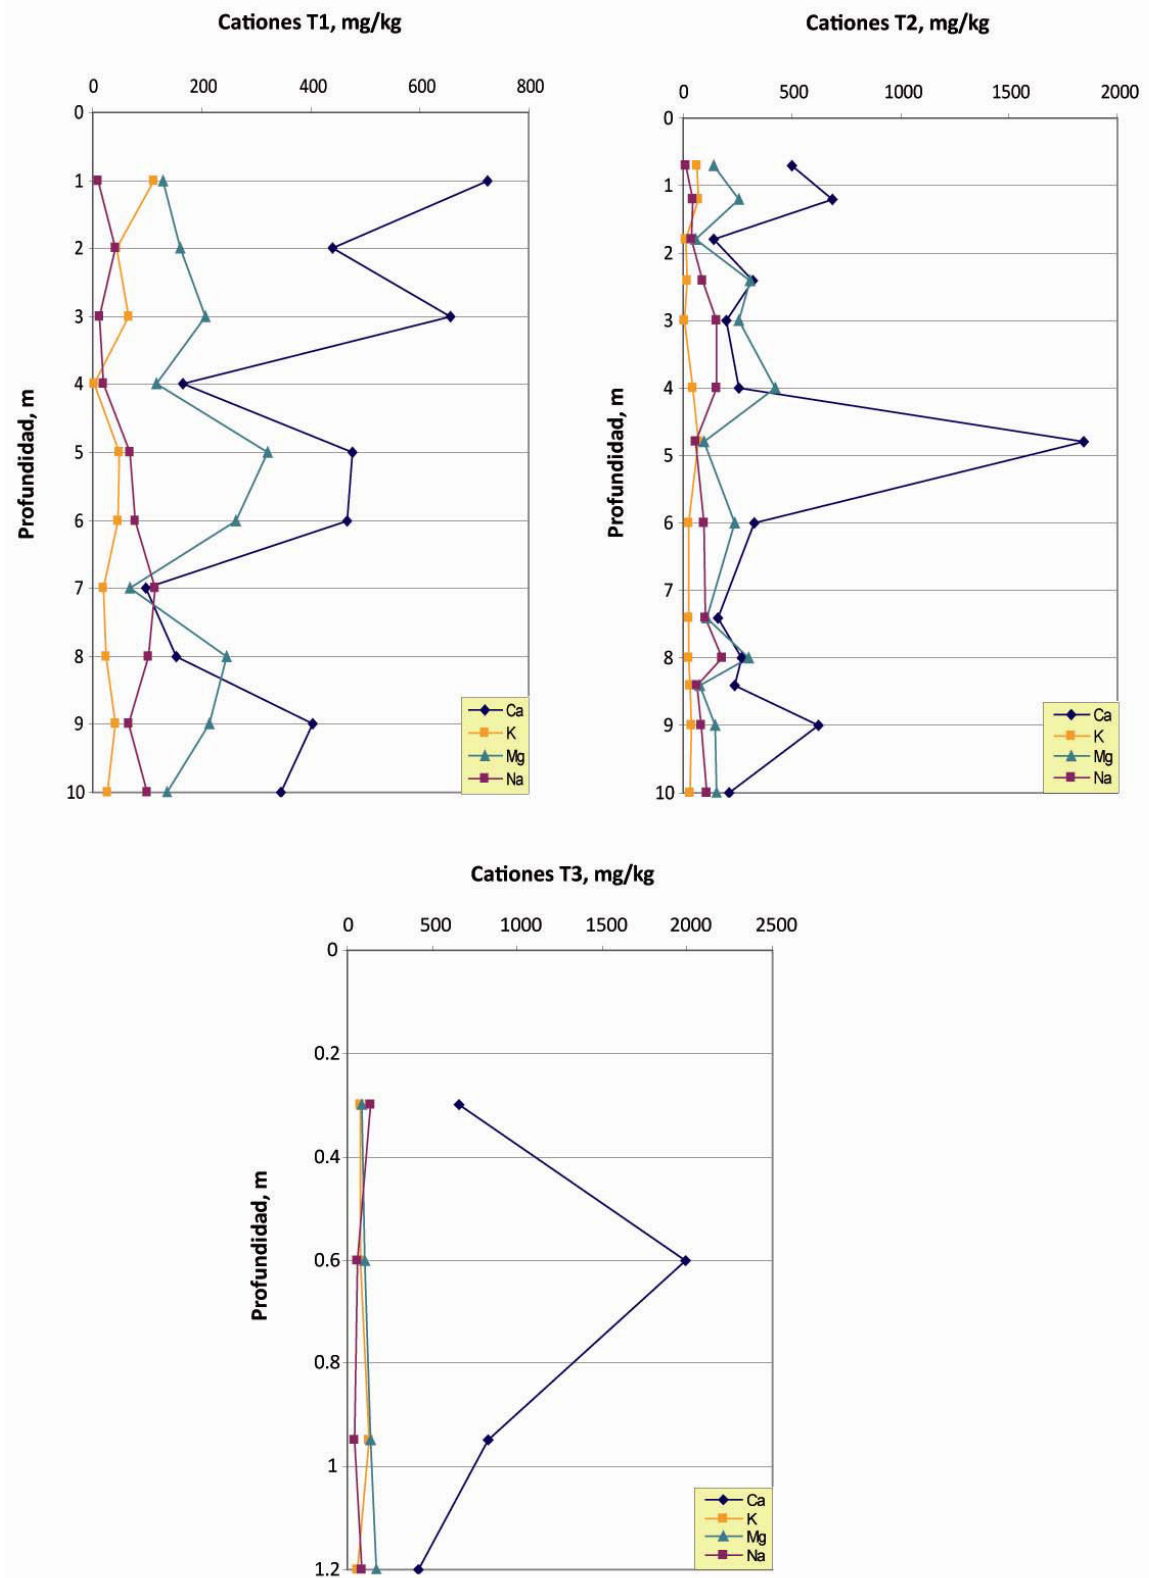 Cationes T1, mg/kg
0 200 400 600 800
0
1
2
3
4
5
6
7
8
9
10
Profundidad, m
Ca
K
Mg
Na
Cationes T2, mg/kg
0 500 1000 1500 2000
0
1
2
3
4
5
6
7
8
9
10
Profundidad, m
Ca
K
Mg
Na
Cationes T3, mg/kg
0 500 1000 1500 2000 2500
0
0.2
0.4
0.6
0.8
1
1.2
Profundidad, m
Ca
K
Mg
Na